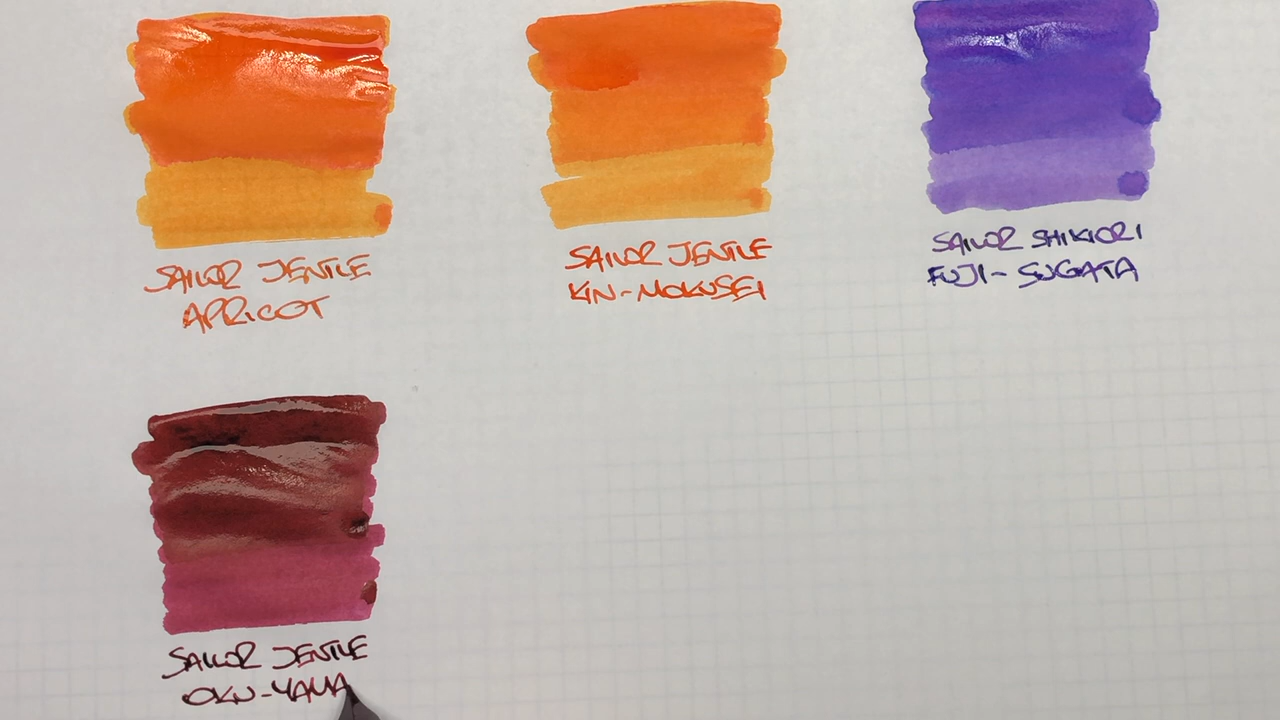 SAILOR JENTLE
APRICOT
SAILOR JENTLE
KIN-MOKUSEI
SAILOR SHIKIORI
FUJI-SUGATA
SAILOR JENTLE
OKU-YAMA